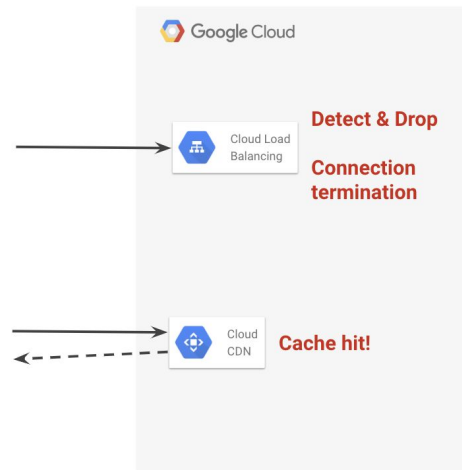 Google Cloud
Detect & Drop
Cloud Load
Balancing
Connection
termination
Cloud
CDN
Cache hit!